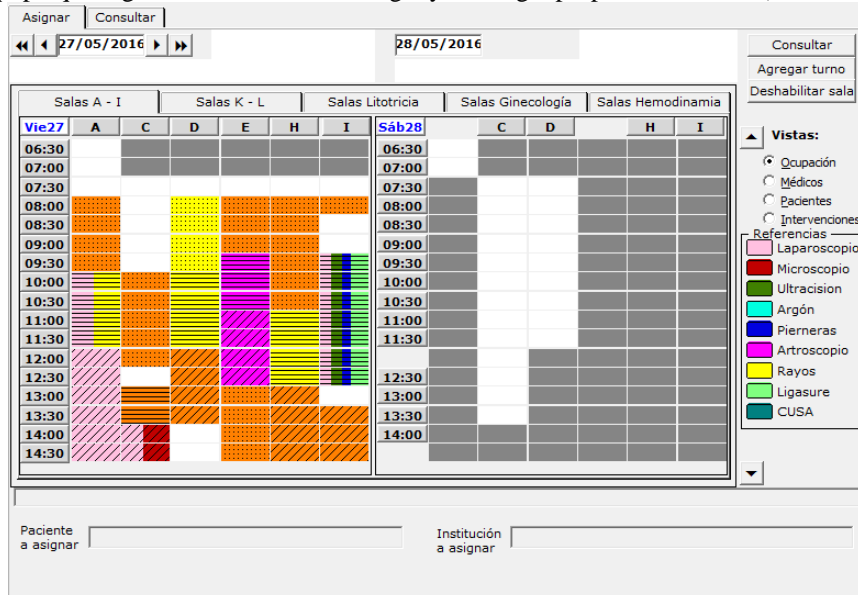 Asignar Consultar
27/05/2016 28/05/2016
Consultar
Agregar turno
Deshabilitar sala
Salas A - I Salas K - L Salas Litotricia Salas Ginecología Salas Hemodinamia
Vie27 A C D E H I Sáb28 C D H I
06:30 06:30
07:00 07:00
07:30 07:30
08:00 08:00
08:30 08:30
09:00 09:00
09:30 09:30
10:00 10:00
10:30 10:30
11:00 11:00
11:30 11:30
12:00
12:30 12:30
13:00 13:00
13:30 13:30
14:00 14:00
14:30
Vistas:
Ocupación
Médicos
Pacientes
Intervenciones
Referencias
Laparoscopio
Microscopio
Ultracision
Argón
Pierneras
Artroscopio
Rayos
Ligasure
CUSA
Paciente
a asignar
Institución
a asignar